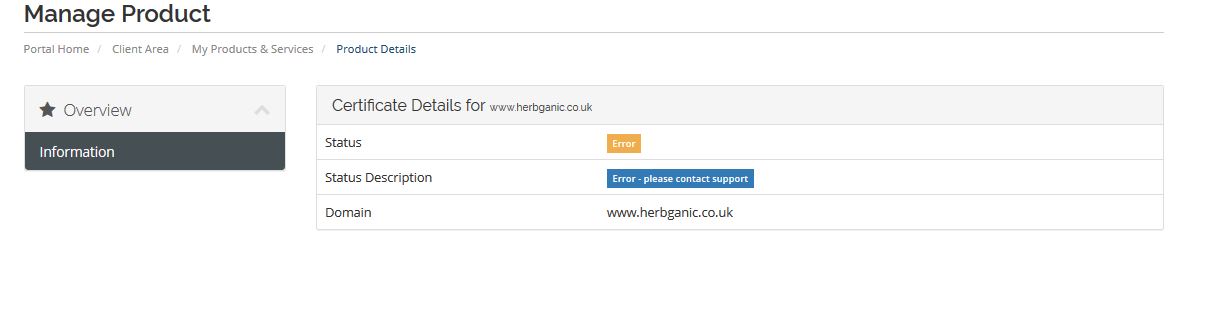 Manage Product
Portal Home / Client Area / My Products & Services / Product Details
Overview
Information
Certificate Details for www.herbganic.co.uk
Status Error
Status Description Error - please contact support
Domain www.herbganic.co.uk